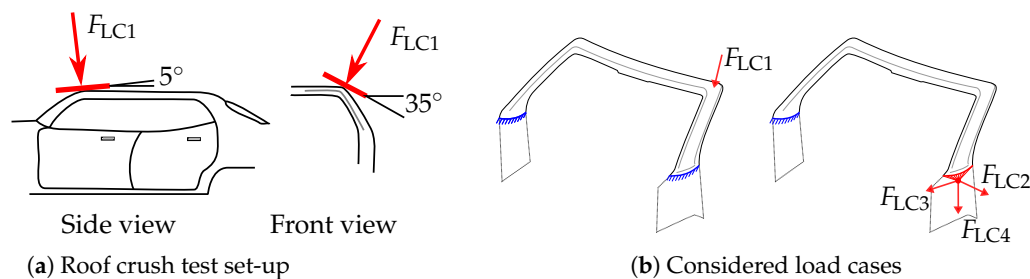 F_LC1
5°
F_LC1
35°
Side view
Front view
(a) Roof crush test set-up
F_LC1
F_LC2
F_LC3
F_LC4
(b) Considered load cases